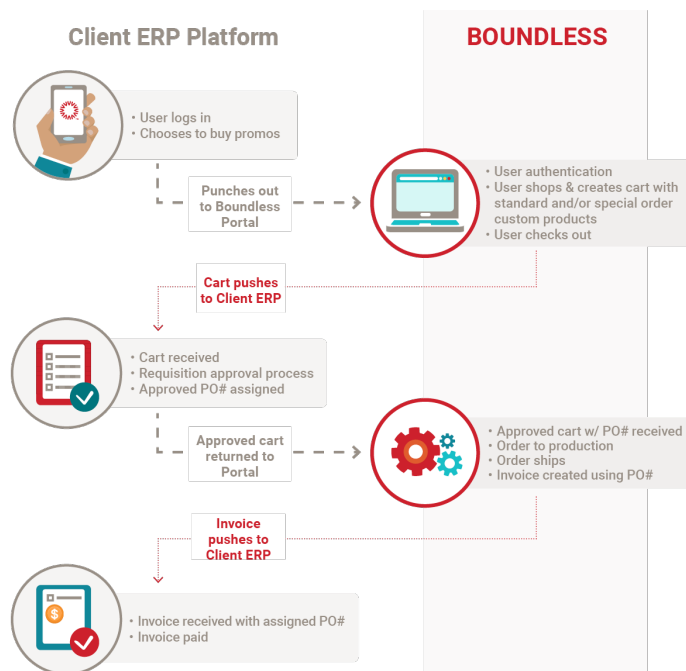 Client ERP Platform
BOUNDLESS
• User logs in
• Chooses to buy promos
Punches out
to Boundless
Portal
• User authentication
• User shops & creates cart with
standard and/or special order
custom products
• User checks out
Cart pushes
to Client ERP
• Cart received
• Requisition approval process
• Approved PO# assigned
Approved cart
returned to
Portal
• Approved cart w/ PO# received
• Order to production
• Order ships
• Invoice created using PO#
Invoice
pushes to
Client ERP
$
• Invoice received with assigned PO#
• Invoice paid